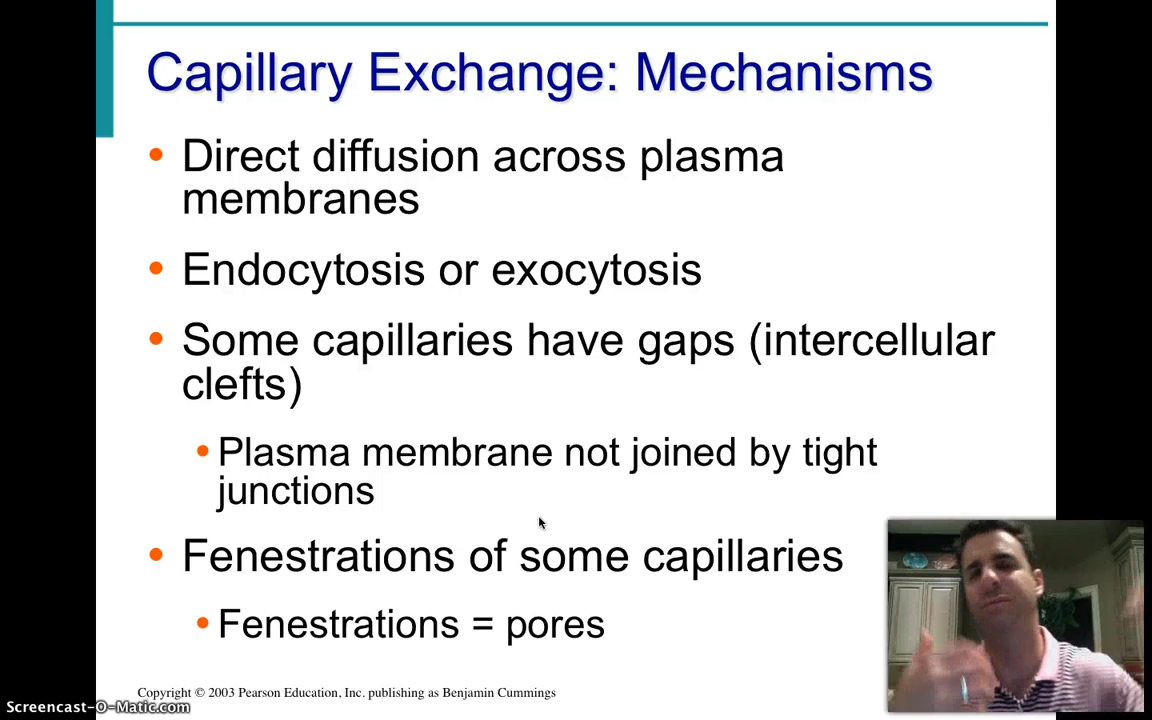 Capillary Exchange: Mechanisms
• Direct diffusion across plasma
membranes
• Endocytosis or exocytosis
• Some capillaries have gaps (intercellular
clefts)
• Plasma membrane not joined by tight
junctions
• Fenestrations of some capillaries
• Fenestrations = pores
Copyright © 2003 Pearson Education, Inc. publishing as Benjamin Cummings
Screencast-O-Matic.com